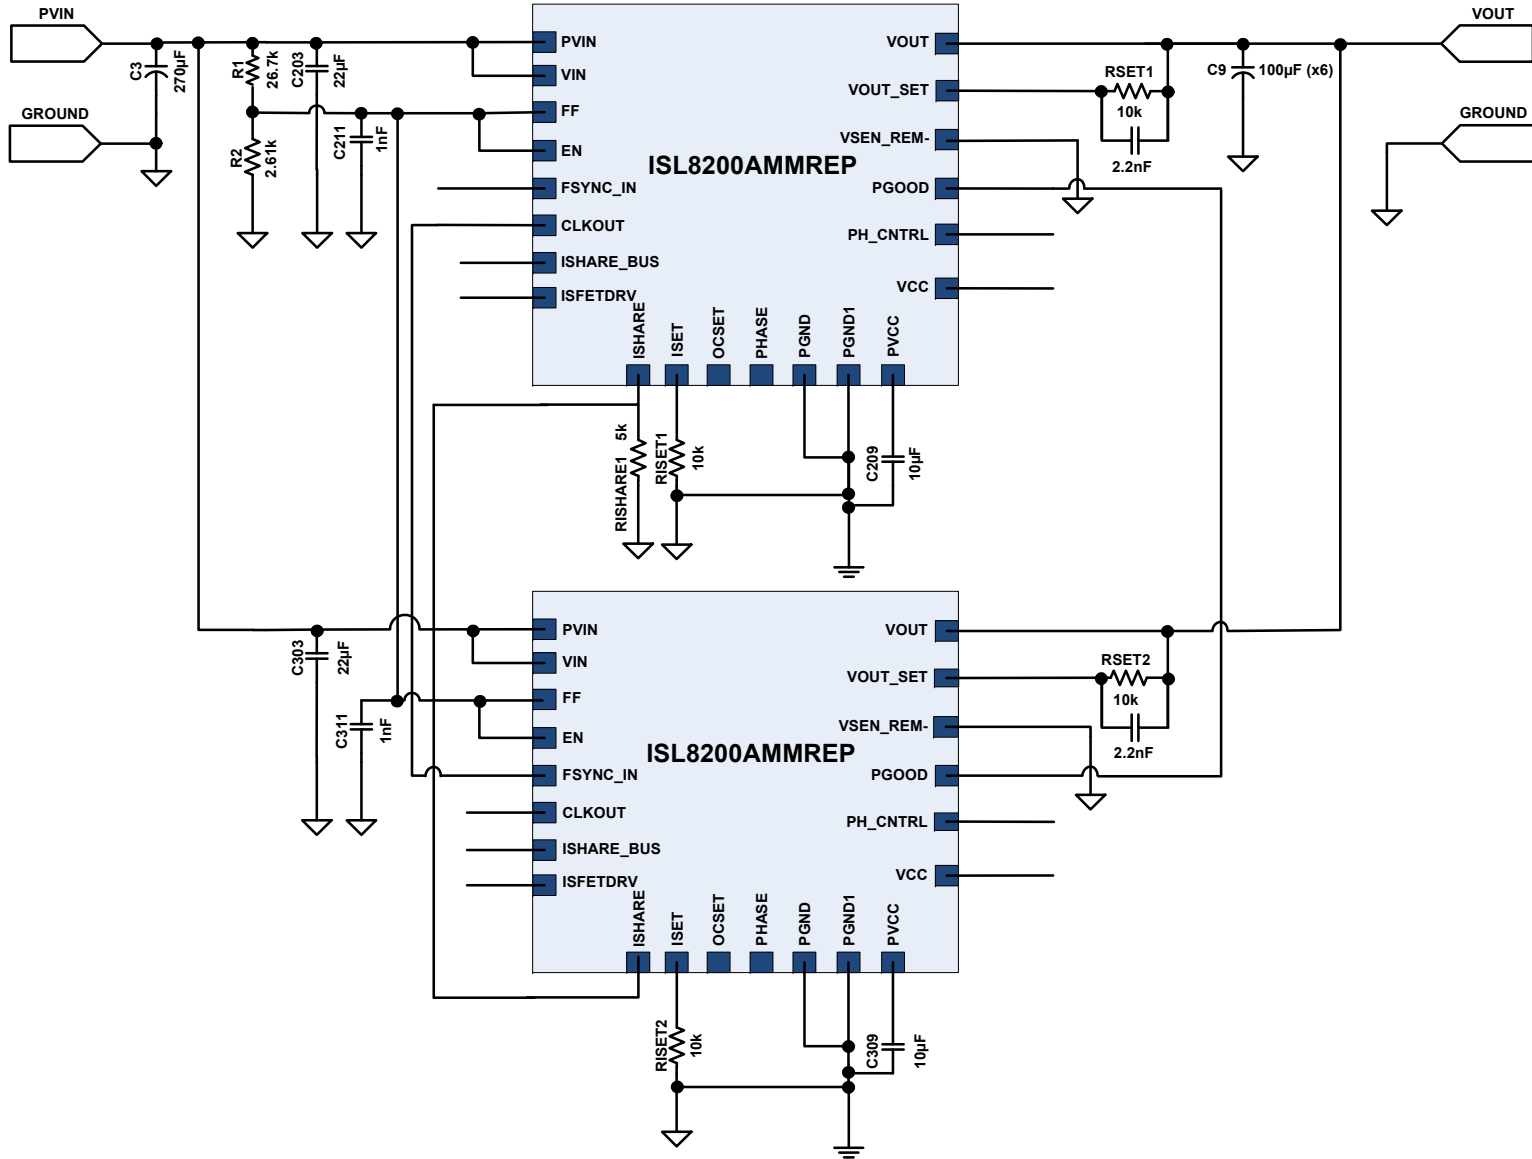 PVIN
GROUND
C3
270µF
R1
26.7k
C203
22µF
R2
2.61k
C211
1nF
PVIN
VIN
FF
EN
FSYNC_IN
CLKOUT
ISHARE_BUS
ISFETDRV
ISL8200AMMREP
VOUT
VOUT_SET
VSEN_REM-
PGOOD
PH_CNTRL
VCC
ISHARE
ISET
OCSET
PHASE
PGND
PGND1
PVCC
RSET1
10k
2.2nF
C9
100µF (x6)
VOUT
GROUND
RISHARE1
5k
RISET1
10k
C209
10µF
C303
22µF
C311
1nF
PVIN
VIN
FF
EN
FSYNC_IN
CLKOUT
ISHARE_BUS
ISFETDRV
ISL8200AMMREP
VOUT
VOUT_SET
VSEN_REM-
PGOOD
PH_CNTRL
VCC
ISHARE
ISET
OCSET
PHASE
PGND
PGND1
PVCC
RSET2
10k
2.2nF
RISET2
10k
C309
10µF